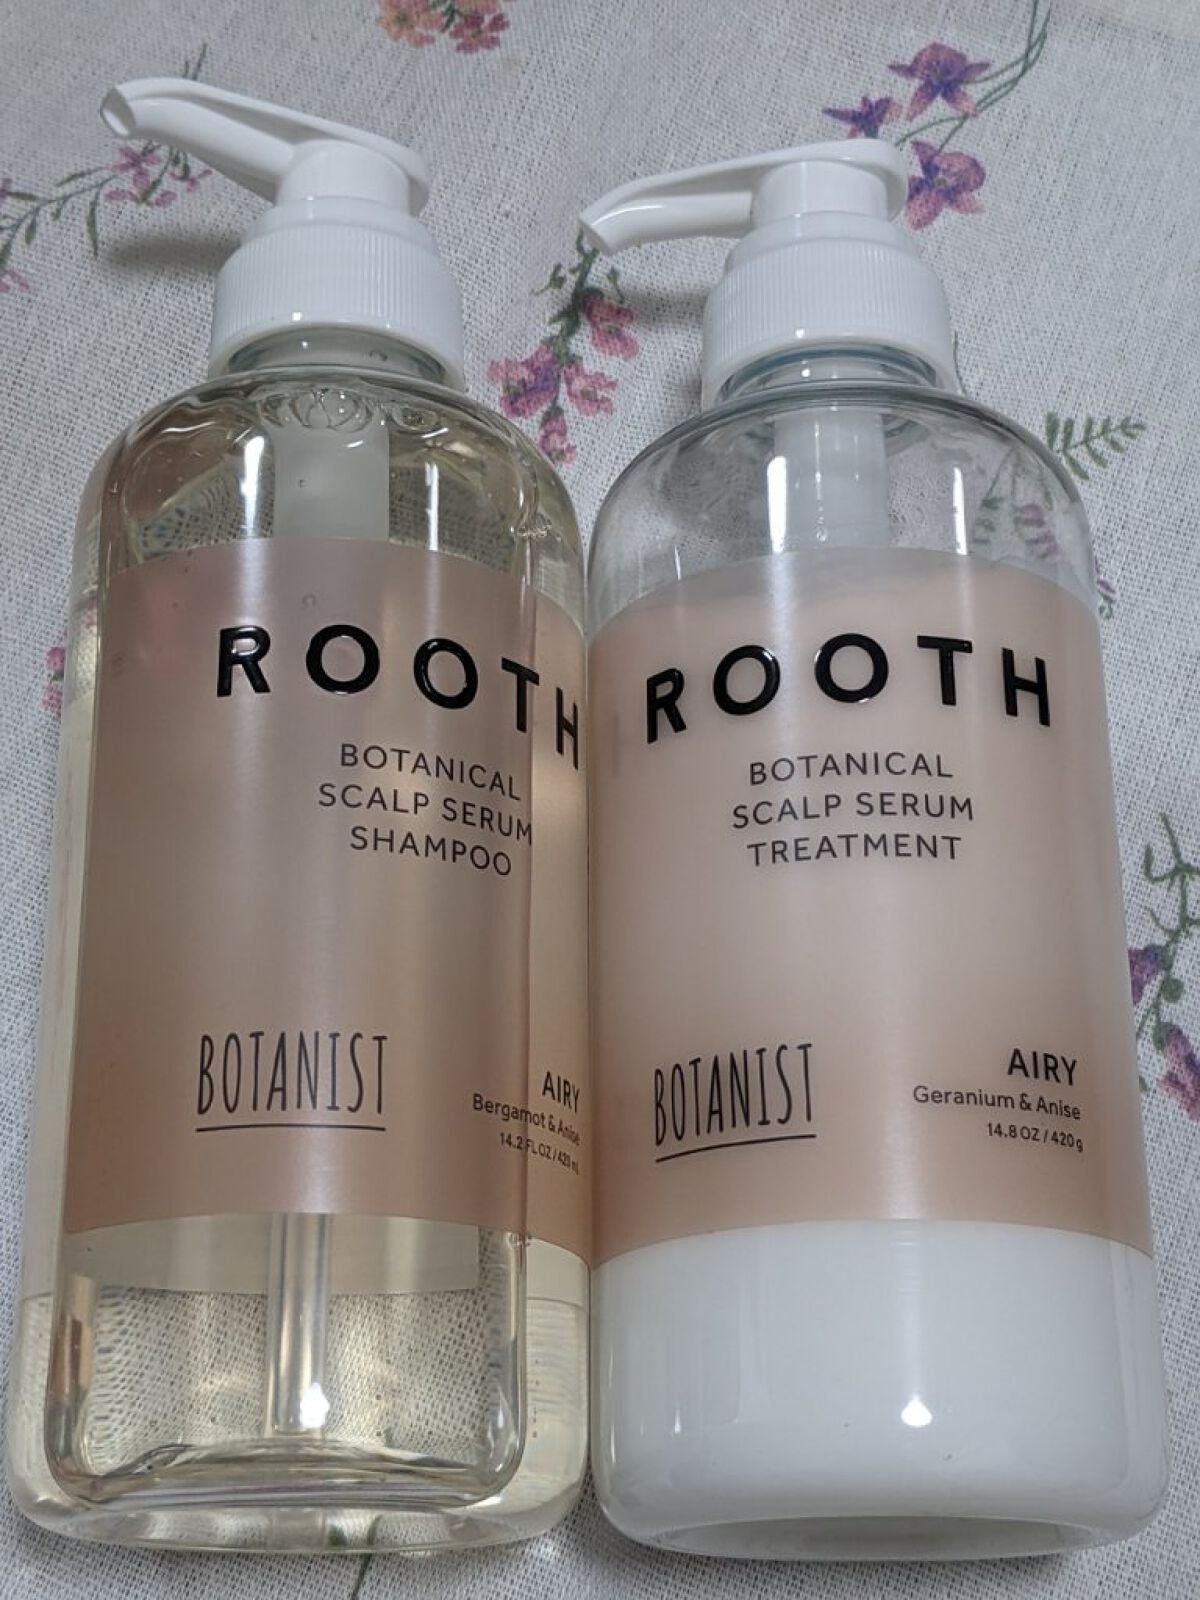 ROOTH
BOTANICAL
SCALP SERUM
SHAMPOO
BOTANIST
AIRY
Bergamot & Anise
14.2 FL OZ / 420 mL
ROOTH
BOTANICAL
SCALP SERUM
TREATMENT
BOTANIST
AIRY
Geranium & Anise
14.8 OZ / 420g